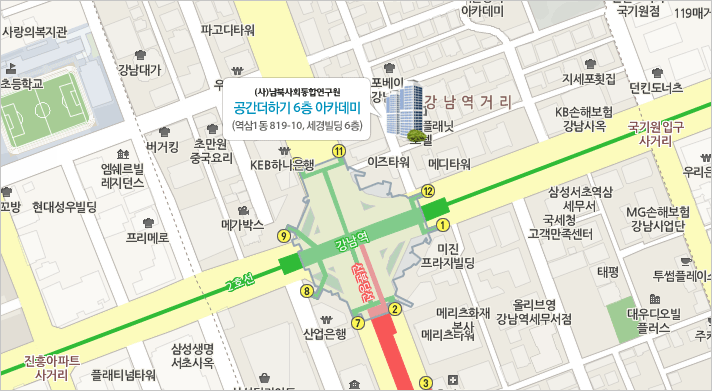 아카데미
국기원점
119매거
사랑의복지관
파고다타워
강남대가
초등학교
(사)남북사회통합연구원
공간더하기 6층 아카데미
(역삼1동 819-10, 세경빌딩 6층)
포베이
강남
강남역거리
플래닛
호텔
지세포횟집
던킨도너츠
KB손해보험
강남시옥
국기원입구
사거리
버거킹
초만원
중국요리
엠쉐르빌
레지던스
KEB하나은행
11
이즈타워
메디타워
12
우리은
꼬방
현대성우빌딩
메가박스
프리메로
9
강남역
강남역
1
삼성서초역삼
세무서
국세청
고객만족센터
MG손해보험
강남시업단
미진
프라지빌딩
2호선
8
7
2
태평
투썸플레이스
산업은행
메리츠화재
본사
메리츠타워
올리브영
강남역세무서점
대우디오빌
플러스
진흥아파트
사거리
삼성생명
서초시옥
플래티넘타워
3
주커피